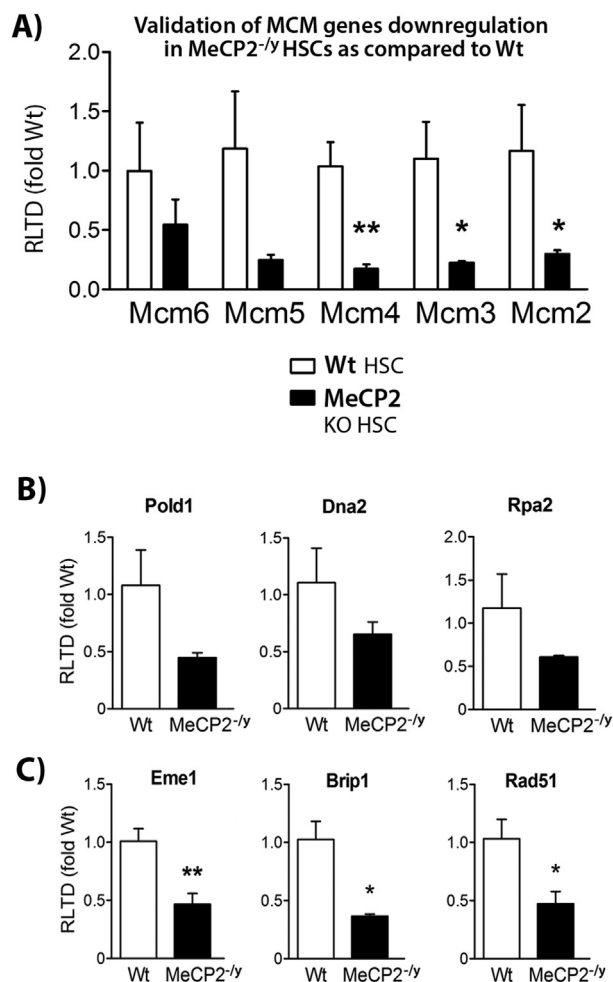 A)
Validation of MCM genes downregulation
in MeCP2-/y HSCs as compared to Wt
RLTD (fold Wt)
2.0
1.5
1.0
0.5
0.0
** * *
Mcm6 Mcm5 Mcm4 Mcm3 Mcm2
Wt HSC
MeCP2
KO HSC
B)
Pold1
RLTD (fold Wt)
1.5
1.0
0.5
0
Wt MeCP2-/y
Dna2
1.5
1.0
0.5
0
Wt MeCP2-/y
Rpa2
2.0
1.5
1.0
0.5
0
Wt MeCP2-/y
C)
Eme1
RLTD (fold Wt)
1.5
1.0
0.5
0
**
Wt MeCP2-/y
Brip1
1.5
1.0
0.5
0
*
Wt MeCP2-/y
Rad51
1.5
1.0
0.5
0
*
Wt MeCP2-/y